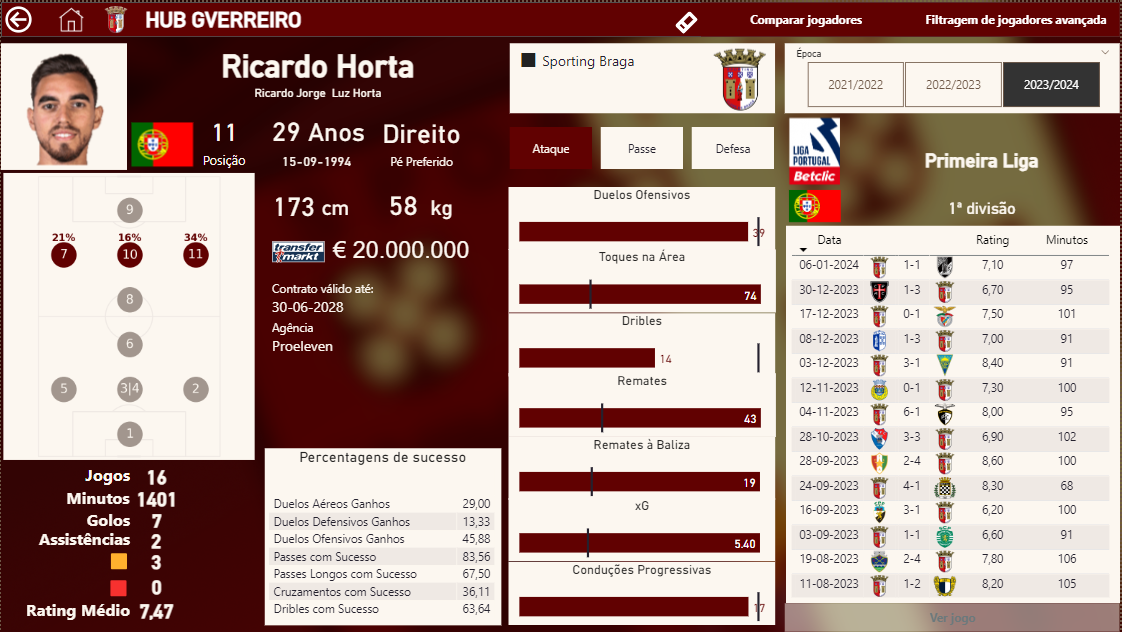 HUB GVERREIRO
Comparar jogadores
Filtragem de jogadores avançada
Ricardo Horta
Ricardo Jorge Luz Horta
11
Posição
29 Anos
15-09-1994
Direito
Pé Preferido
173 cm
58 kg
transfer
markt
€ 20.000.000
Contrato válido até:
30-06-2028
Agência
Proeleven
9
21%
16%
34%
7
10
11
8
6
5
3|4
2
1
Jogos 16
Minutos 1401
Golos 7
Assistências 2
3
0
Rating Médio 7,47
Percentagens de sucesso
Duelos Aéreos Ganhos 29,00
Duelos Defensivos Ganhos 13,33
Duelos Ofensivos Ganhos 45,88
Passes com Sucesso 83,56
Passes Longos com Sucesso 67,50
Cruzamentos com Sucesso 36,11
Dribles com Sucesso 63,64
Sporting Braga
Ataque
Passe
Defesa
Duelos Ofensivos
39
Toques na Área
74
Dribles
14
Remates
43
Remates à Baliza
19
xG
5.40
Conduções Progressivas
17
Época
2021/2022
2022/2023
2023/2024
LIGA
PORTUGAL
Betclic
Primeira Liga
1ª divisão
Data Rating Minutos
06-01-2024 1-1 7,10 97
30-12-2023 1-3 6,70 95
17-12-2023 0-1 7,50 101
08-12-2023 1-3 7,00 91
03-12-2023 3-1 8,40 91
12-11-2023 0-1 7,30 100
04-11-2023 6-1 8,00 95
28-10-2023 3-3 6,90 102
28-09-2023 2-4 8,60 100
24-09-2023 4-1 8,30 68
16-09-2023 3-1 6,20 100
03-09-2023 1-1 6,60 91
19-08-2023 2-4 7,80 106
11-08-2023 1-2 8,20 105
Ver jogo